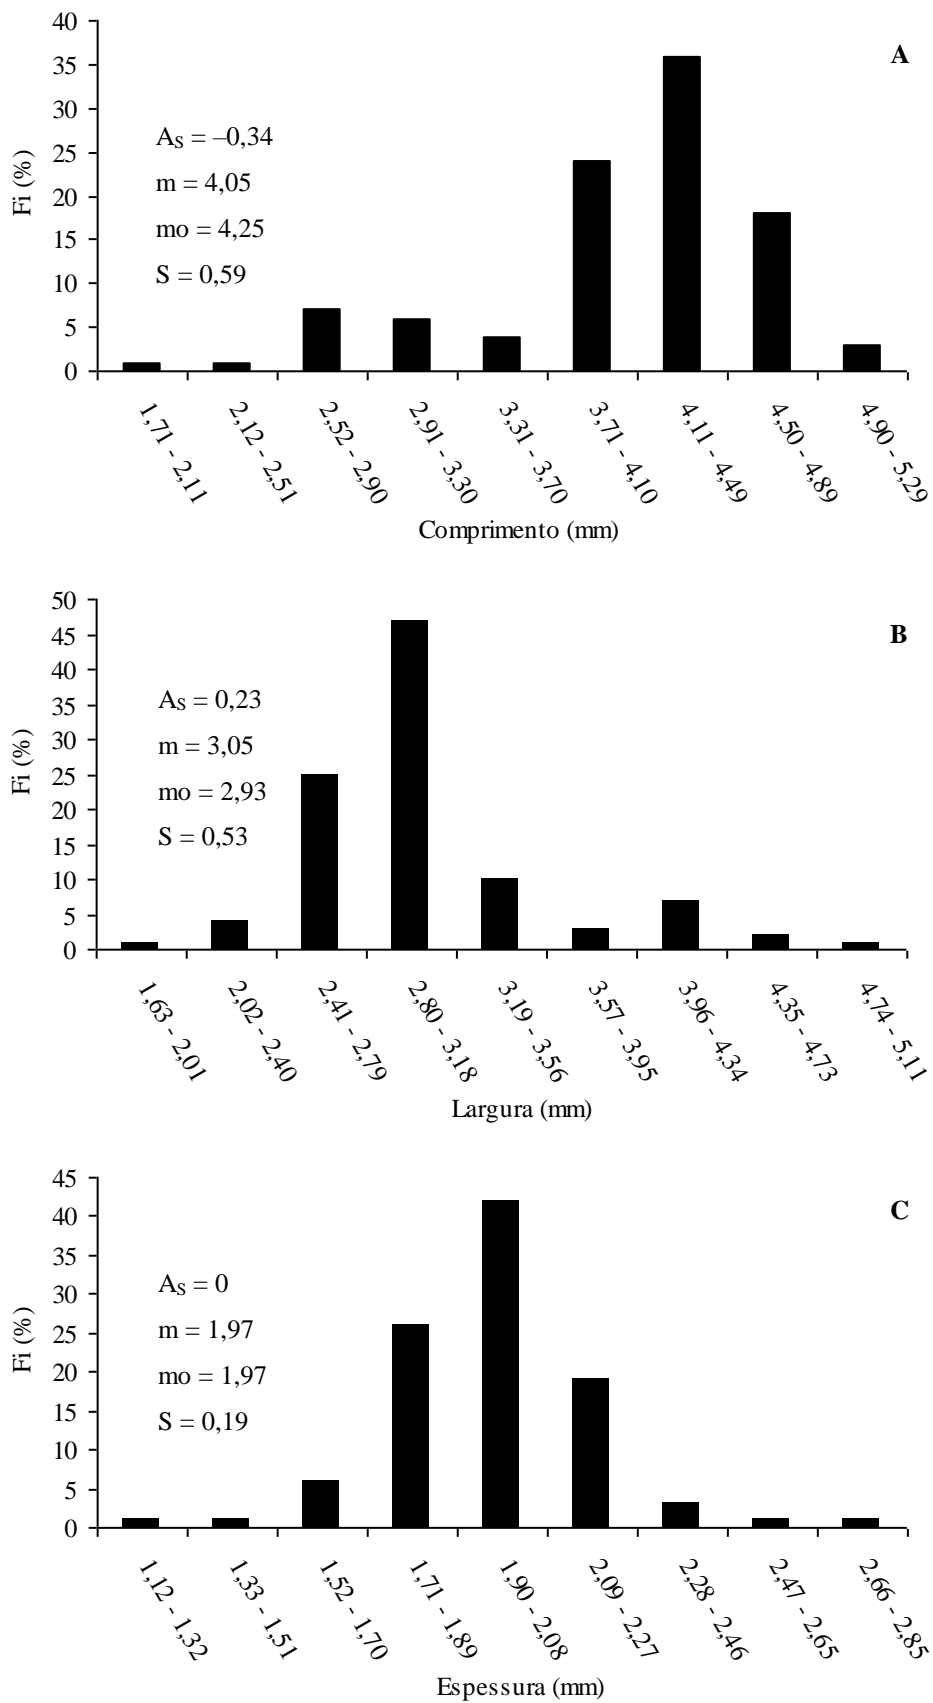 A
40
35
30
25
20
15
10
5
0
Fi (%)
A_S = –0,34
m = 4,05
mo = 4,25
S = 0,59
1,71 - 2,11
2,12 - 2,51
2,52 - 2,90
2,91 - 3,30
3,31 - 3,70
3,71 - 4,10
4,11 - 4,49
4,50 - 4,89
4,90 - 5,29
Comprimento (mm)
B
50
45
40
35
30
25
20
15
10
5
0
Fi (%)
A_S = 0,23
m = 3,05
mo = 2,93
S = 0,53
1,63 - 2,01
2,02 - 2,40
2,41 - 2,79
2,80 - 3,18
3,19 - 3,56
3,57 - 3,95
3,96 - 4,34
4,35 - 4,73
4,74 - 5,11
Largura (mm)
C
45
40
35
30
25
20
15
10
5
0
Fi (%)
A_S = 0
m = 1,97
mo = 1,97
S = 0,19
1,12 - 1,32
1,33 - 1,51
1,52 - 1,70
1,71 - 1,89
1,90 - 2,08
2,09 - 2,27
2,28 - 2,46
2,47 - 2,65
2,66 - 2,85
Espessura (mm)